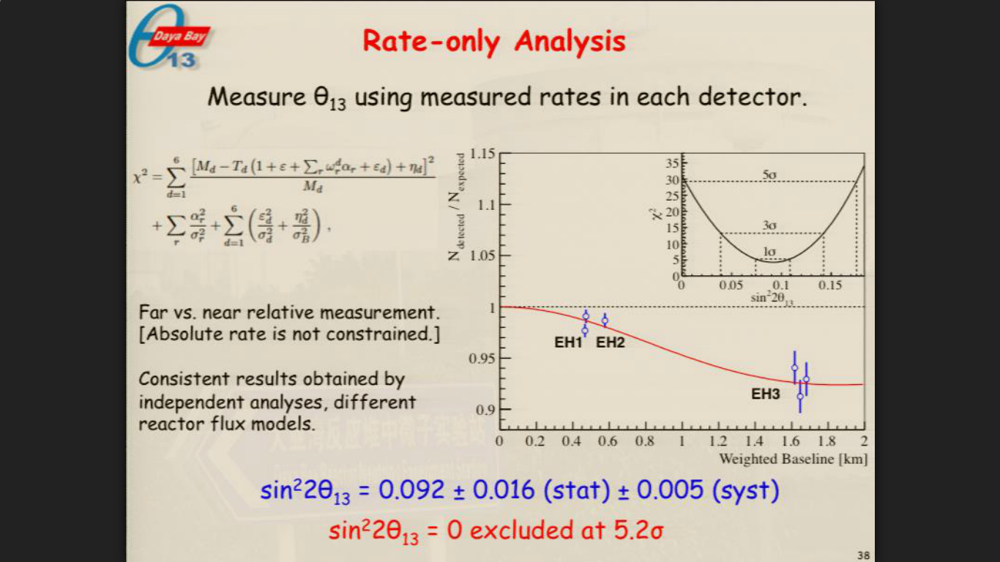 Daya Bay
θ13
Rate-only Analysis
Measure θ₁₃ using measured rates in each detector.
χ² = ∑_{d=1}^{6} [M_d − T_d (1 + ε + ∑_r ω_r^d α_r + ε_d) + η_d]² / M_d
+ ∑_r α_r²/σ_r² + ∑_{d=1}^{6} (ε_d²/σ_d² + η_d²/σ_B²) ,
Far vs. near relative measurement.
[Absolute rate is not constrained.]
Consistent results obtained by
independent analyses, different
reactor flux models.
N_detected / N_expected
1.15
1.1
1.05
1
0.95
0.9
0 0.2 0.4 0.6 0.8 1 1.2 1.4 1.6 1.8 2
Weighted Baseline [km]
EH1 EH2
EH3
χ²
35
30
25
20
15
10
5
0
5σ
3σ
1σ
0 0.05 0.1 0.15
sin²2θ₁₃
sin²2θ₁₃ = 0.092 ± 0.016 (stat) ± 0.005 (syst)
sin²2θ₁₃ = 0 excluded at 5.2σ
38